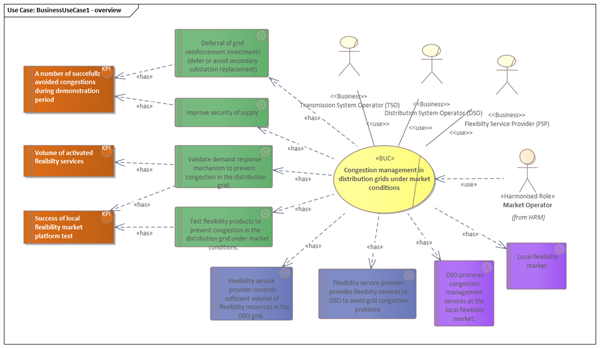 Use Case: BusinessUseCase1 - overview
KPI
A number of succefullz
avoided congestions
during demonstration
period
«has»
«has»
Deferral of grid
reinforcement investments
(defer or avoid secondary
substation replacement)
Improve security of supply
«has»
«has»
<<Business>>
Transmission System Operator (TSO)
<<use>>
<<Business>>
Distribution System Operator (DSO)
<<use>>
<<Business>>
Flexibilty Service Provider (FSP)
<<use>>
KPI
Volume of activated
flexibilty services
«has»
Validate demand response
mechanism to prevent
congestion in the distribution
grid.
«has»
«BUC»
Congestion management in
distribution grids under market
conditions
«use»
«Harmonised Role»
Market Operator
(from HRM)
KPI
Success of local
flexibility market
platform test
«has»
«has»
Test flexibility products to
prevent congestion in the
distribution grid under market
conditions.
«has»
«has»
«has»
«has»
«has»
Flexibility service
provider controls
sufficient volume of
flexibility resources in
the DSO grid.
Flexibility service provider
provides flexibility services to
DSO to avoid grid congestion
problems
DSO procures
congestion
management
services at the
local flexibility
market.
Local flexibility
market